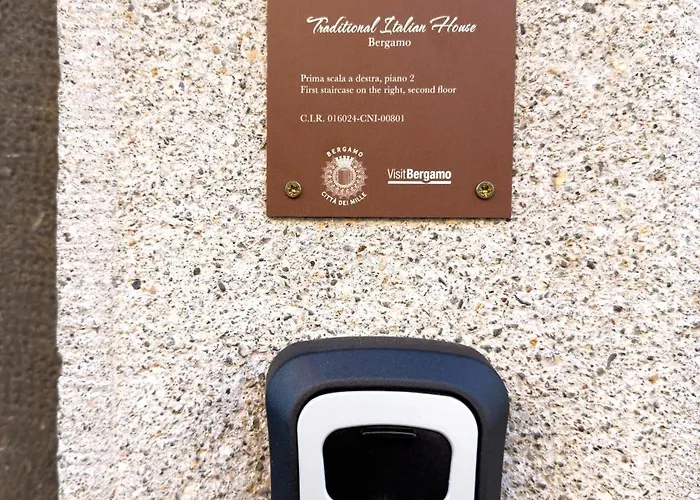 Traditional Italian House
Bergamo
Prima scala a destra, piano 2
First staircase on the right, second floor
C.I.R. 016024-CNI-00801
BERGAMO
CITTÀ DEI MILLE
VisitBergamo